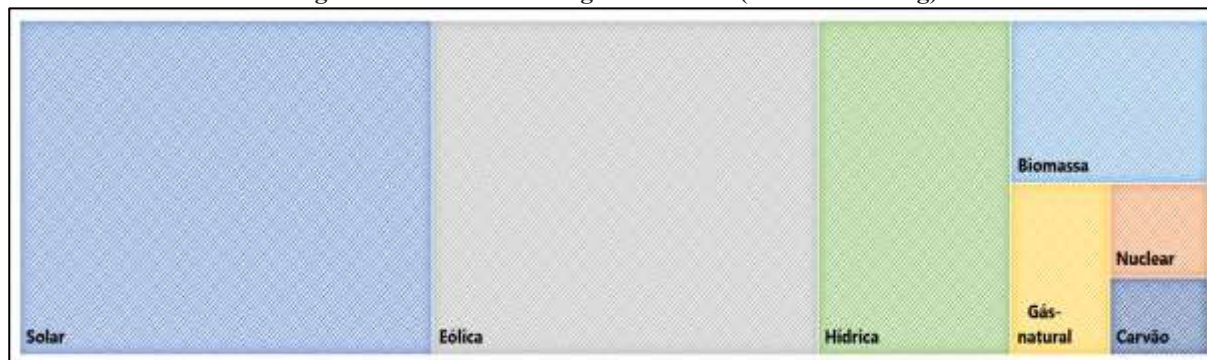 Biomassa
Nuclear
Solar
Eólica
Hídrica
Gás-
natural
Carvão